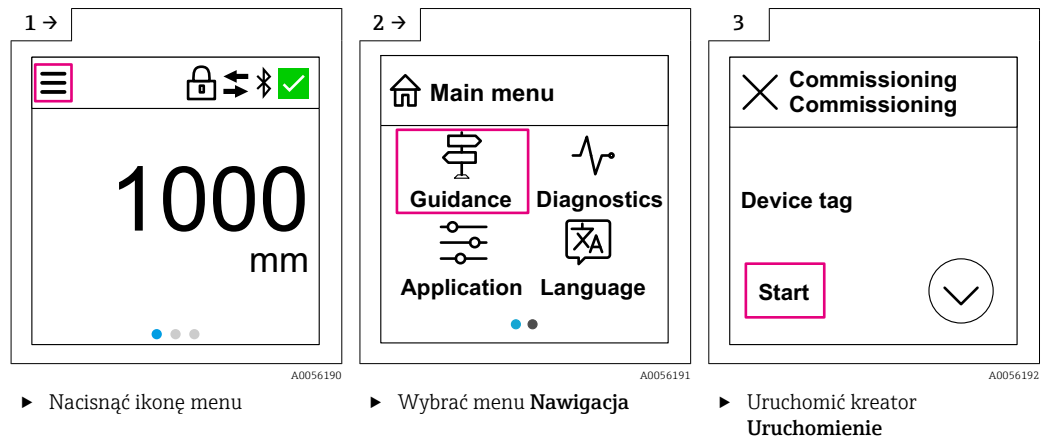 1 →
1000
mm
A0056190
▶ Nacisnąć ikonę menu
2 →
Main menu
Guidance
Diagnostics
Application
Language
A0056191
▶ Wybrać menu Nawigacja
3
Commissioning
Commissioning
Device tag
Start
A0056192
▶ Uruchomić kreator
Uruchomienie